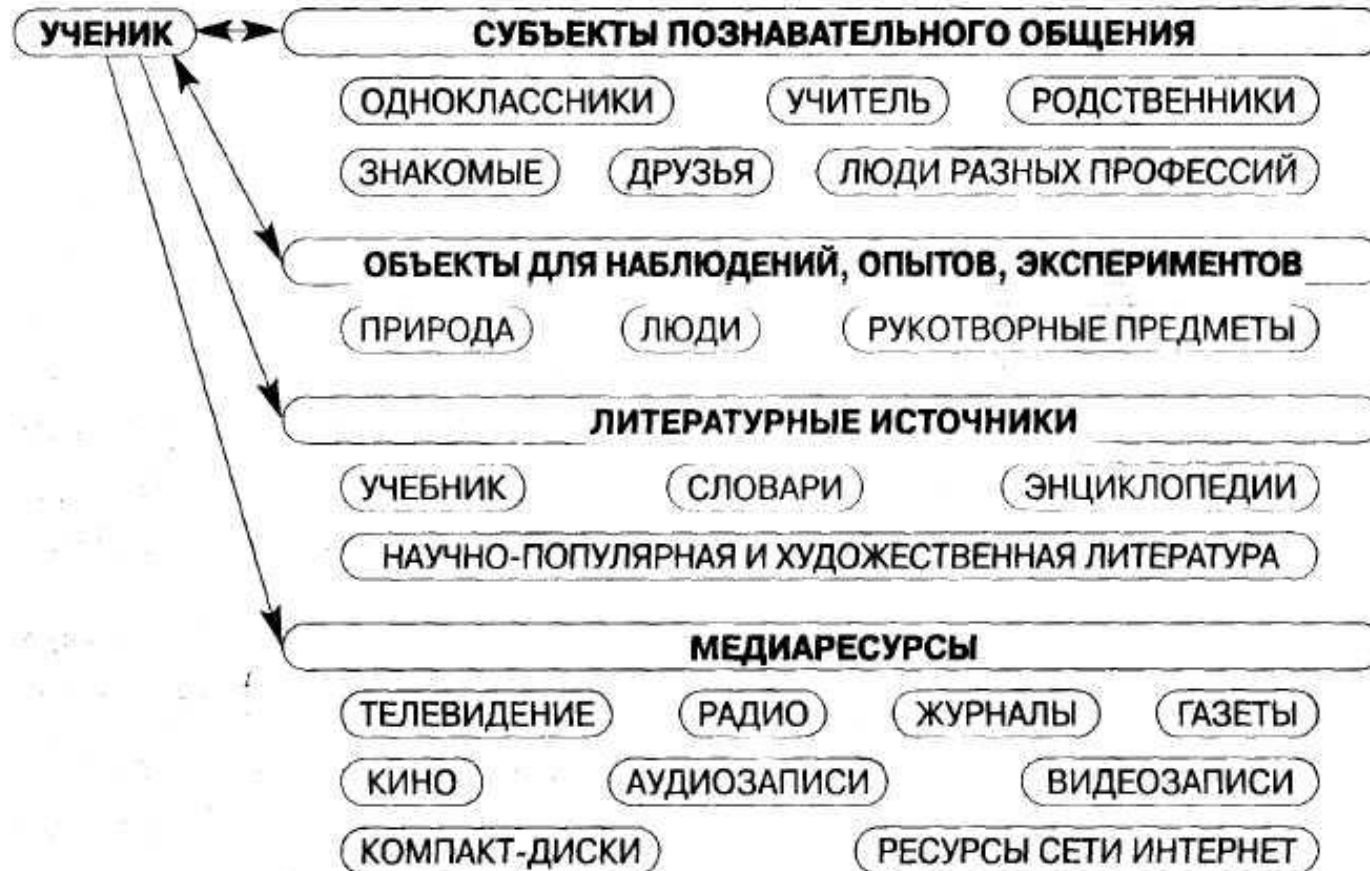 УЧЕНИК СУБЪЕКТЫ ПОЗНАВАТЕЛЬНОГО ОБЩЕНИЯ
ОДНОКЛАССНИКИ УЧИТЕЛЬ РОДСТВЕННИКИ
ЗНАКОМЫЕ ДРУЗЬЯ ЛЮДИ РАЗНЫХ ПРОФЕССИЙ
ОБЪЕКТЫ ДЛЯ НАБЛЮДЕНИЙ, ОПЫТОВ, ЭКСПЕРИМЕНТОВ
ПРИРОДА ЛЮДИ РУКОТВОРНЫЕ ПРЕДМЕТЫ
ЛИТЕРАТУРНЫЕ ИСТОЧНИКИ
УЧЕБНИК СЛОВАРИ ЭНЦИКЛОПЕДИИ
НАУЧНО-ПОПУЛЯРНАЯ И ХУДОЖЕСТВЕННАЯ ЛИТЕРАТУРА
МЕДИАРЕСУРСЫ
ТЕЛЕВИДЕНИЕ РАДИО ЖУРНАЛЫ ГАЗЕТЫ
КИНО АУДИОЗАПИСИ ВИДЕОЗАПИСИ
КОМПАКТ-ДИСКИ РЕСУРСЫ СЕТИ ИНТЕРНЕТ